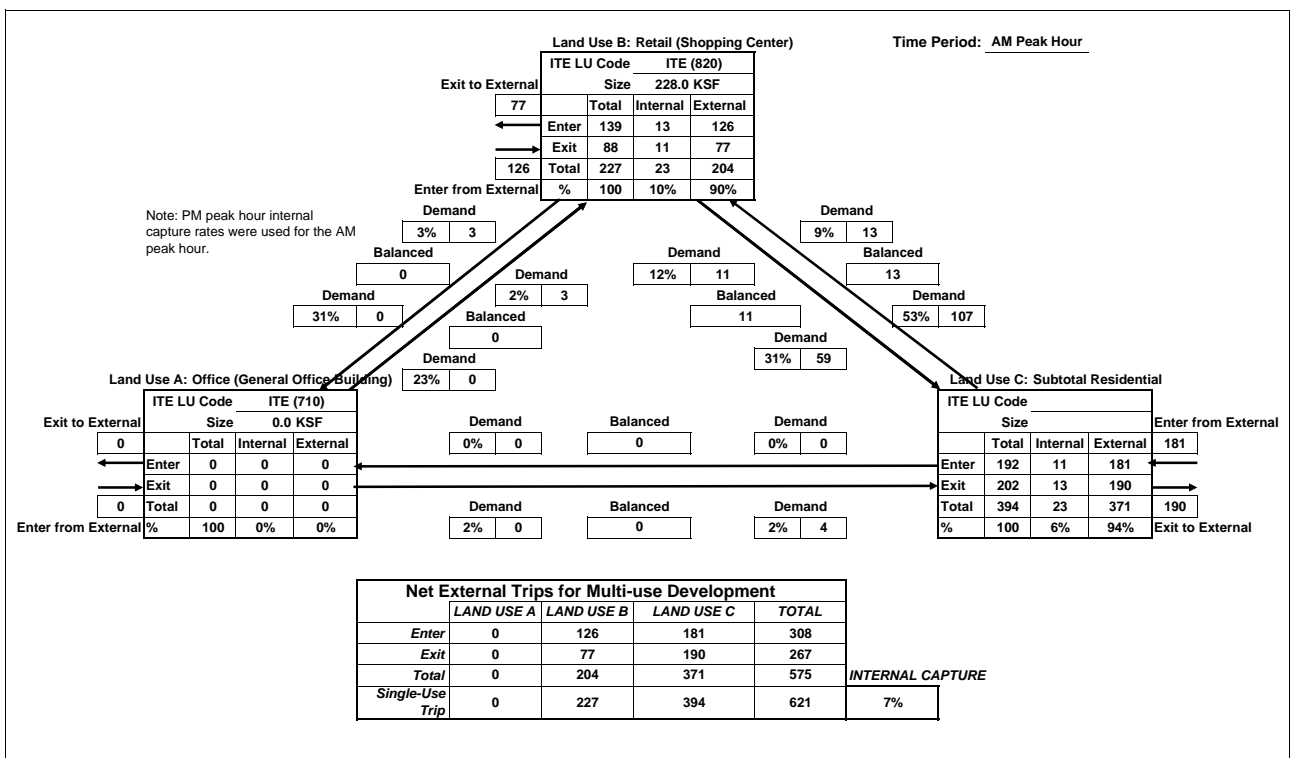 Land Use B: Retail (Shopping Center)
Time Period: AM Peak Hour
ITE LU Code ITE (820)
Exit to External Size 228.0 KSF
77 Total Internal External
Enter 139 13 126
Exit 88 11 77
126 Total 227 23 204
Enter from External % 100 10% 90%
Note: PM peak hour internal
capture rates were used for the AM
peak hour.
Demand
3% 3
Balanced
0
Demand
31% 0
Demand
2% 3
Balanced
0
Demand
23% 0
Demand
12% 11
Balanced
11
Demand
31% 59
Demand
9% 13
Balanced
13
Demand
53% 107
Land Use A: Office (General Office Building)
ITE LU Code ITE (710)
Exit to External Size 0.0 KSF
0 Total Internal External
Enter 0 0 0
Exit 0 0 0
0 Total 0 0 0
Enter from External % 100 0% 0%
Demand Balanced Demand
0% 0 0 0% 0
Demand Balanced Demand
2% 0 0 2% 4
Land Use C: Subtotal Residential
ITE LU Code
Size Enter from External
Total Internal External 181
Enter 192 11 181
Exit 202 13 190
Total 394 23 371 190
% 100 6% 94% Exit to External
Net External Trips for Multi-use Development
LAND USE A LAND USE B LAND USE C TOTAL
Enter 0 126 181 308
Exit 0 77 190 267
Total 0 204 371 575 INTERNAL CAPTURE
Single-Use
Trip 0 227 394 621 7%